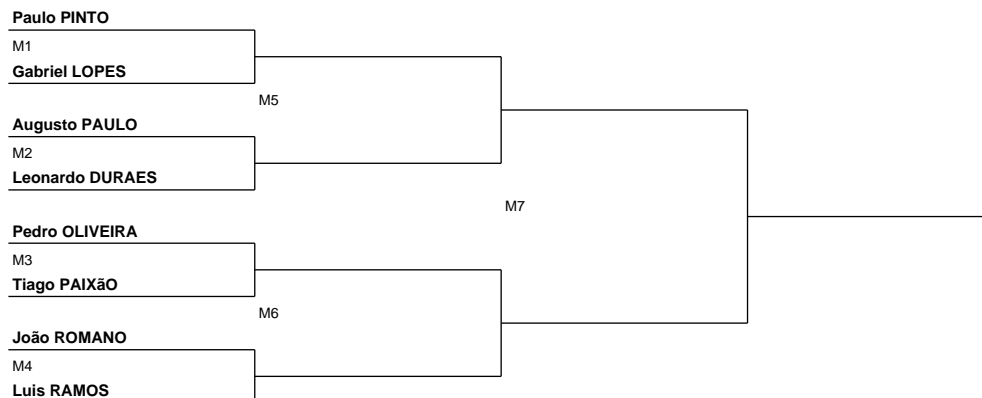 Paulo PINTO
M1
Gabriel LOPES
M5
Augusto PAULO
M2
Leonardo DURAES
M7
Pedro OLIVEIRA
M3
Tiago PAIXãO
M6
João ROMANO
M4
Luis RAMOS